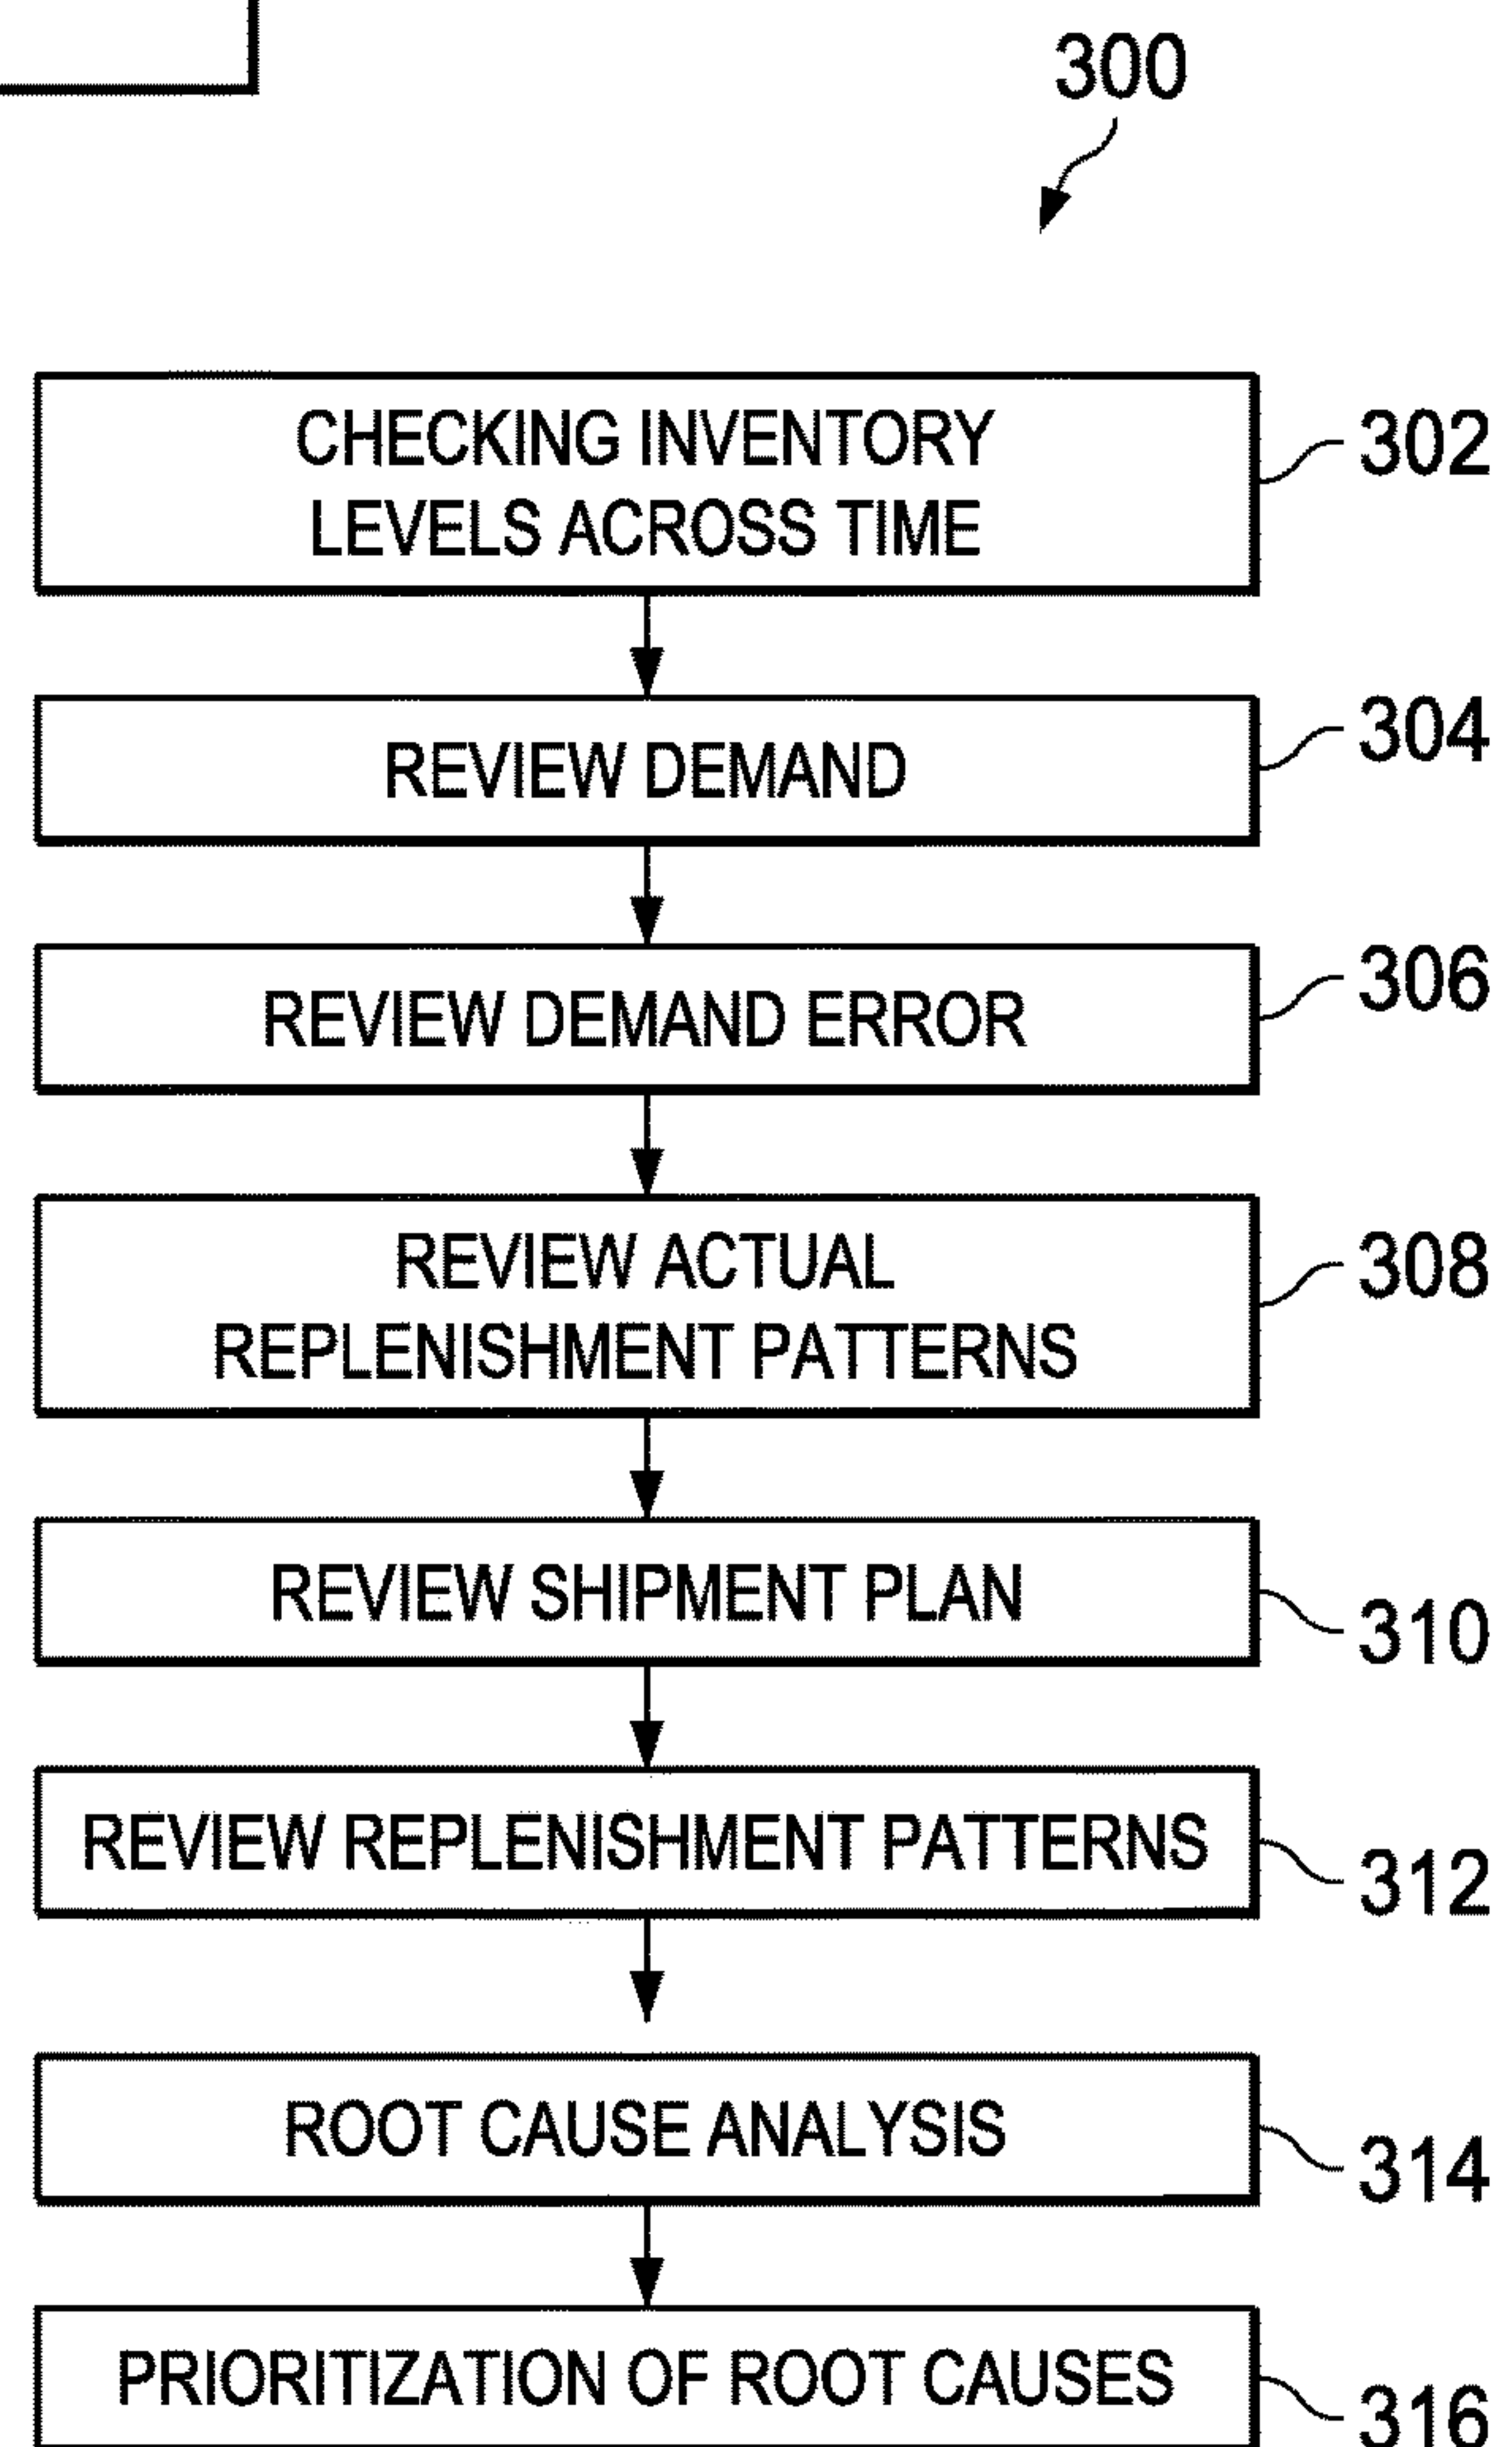 300
CHECKING INVENTORY
LEVELS ACROSS TIME
302
REVIEW DEMAND
304
REVIEW DEMAND ERROR
306
REVIEW ACTUAL
REPLENISHMENT PATTERNS
308
REVIEW SHIPMENT PLAN
310
REVIEW REPLENISHMENT PATTERNS
312
ROOT CAUSE ANALYSIS
314
PRIORITIZATION OF ROOT CAUSES
316